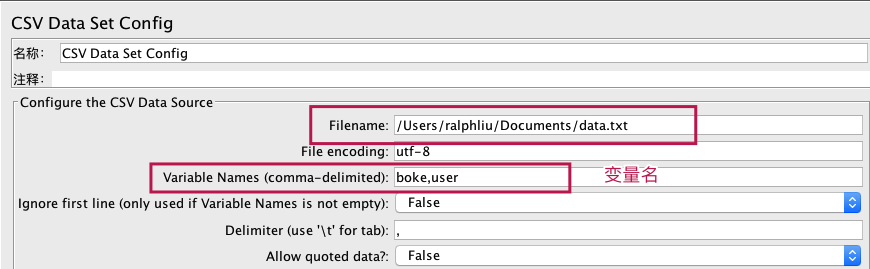 CSV Data Set Config
名称： CSV Data Set Config
注释：
Configure the CSV Data Source
Filename: /Users/ralphliu/Documents/data.txt
File encoding: utf-8
Variable Names (comma-delimited): boke,user 变量名
Ignore first line (only used if Variable Names is not empty): False
Delimiter (use '\t' for tab): ,
Allow quoted data?: False